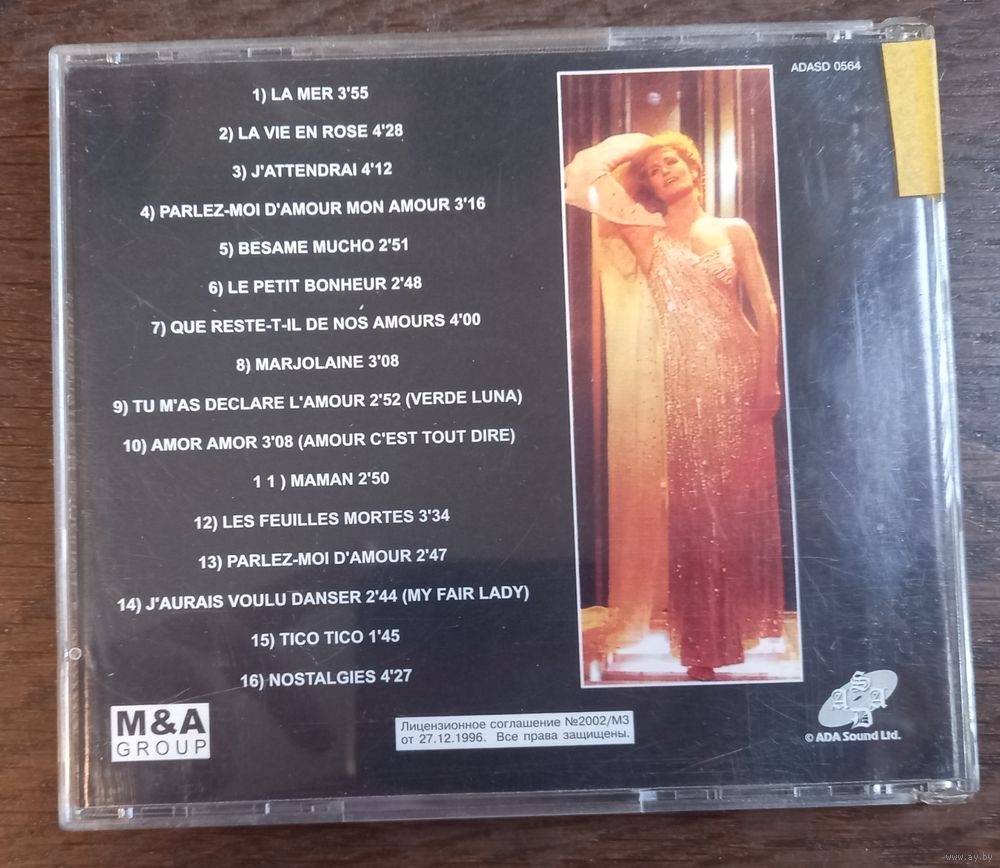 ADASD 0564
1) LA MER 3'55
2) LA VIE EN ROSE 4'28
3) J'ATTENDRAI 4'12
4) PARLEZ-MOI D'AMOUR MON AMOUR 3'16
5) BESAME MUCHO 2'51
6) LE PETIT BONHEUR 2'48
7) QUE RESTE-T-IL DE NOS AMOURS 4'00
8) MARJOLAINE 3'08
9) TU M'AS DECLARE L'AMOUR 2'52 (VERDE LUNA)
10) AMOR AMOR 3'08 (AMOUR C'EST TOUT DIRE)
1 1 ) MAMAN 2'50
12) LES FEUILLES MORTES 3'34
13) PARLEZ-MOI D'AMOUR 2'47
14) J'AURAIS VOULU DANSER 2'44 (MY FAIR LADY)
15) TICO TICO 1'45
16) NOSTALGIES 4'27
M&A
GROUP
Лицензионное соглашение №2002/МЗ
от 27.12.1996. Все права защищены.
© ADA Sound Ltd.
www.ay.by